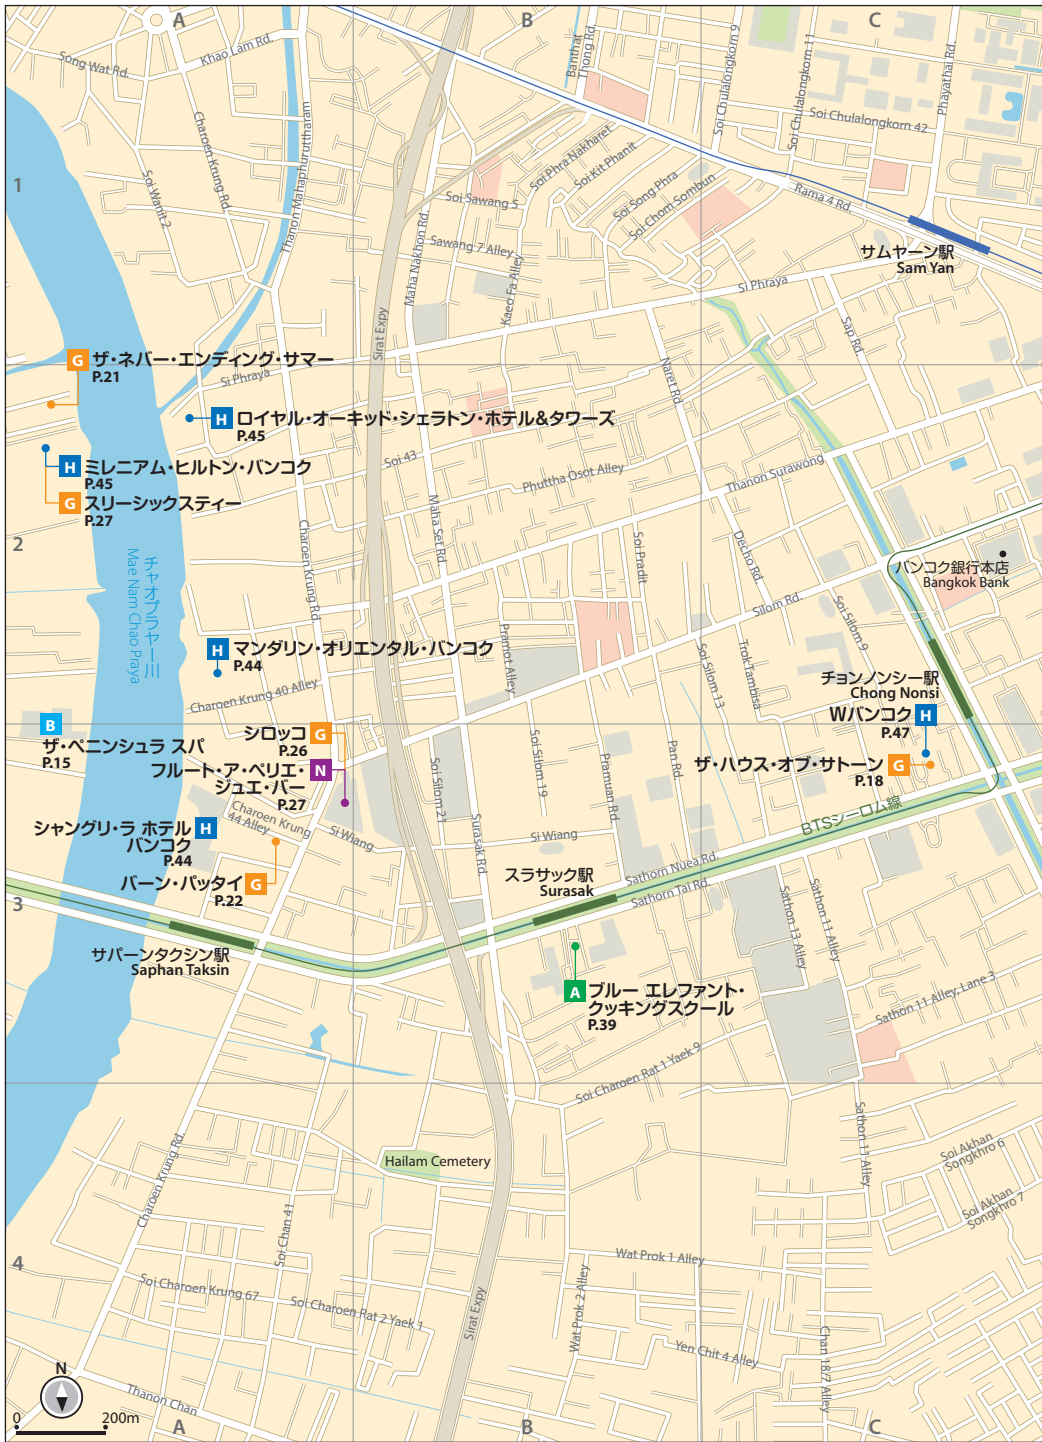 A
B
C
Song Wat Rd.
Khao Lam Rd.
Banthat
Thong Rd.
Soi Chulalongkorn 9
Soi Chulalongkorn 11
Soi Chulalongkorn 42
Phayathai Rd.
Charoen Krung Rd.
Thanon Mahaphuruttharam
Soi Wanit 2
1
Soi Phra Nakharet
Soi Kit Phanit
Soi Sawang 5
Soi Song Phra
Soi Chom Sombun
Rama 4 Rd.
Maha Nakhon Rd.
Sawang 7 Alley
Kaeo Fa Alley
サムヤーン駅
Sam Yan
Si Phraya
Sirat Expy
Sap Rd.
Naret Rd.
G
ザ・ネバー・エンディング・サマー
P.21
Si Phraya
H
ロイヤル・オーキッド・シェラトン・ホテル&タワーズ
P.45
Soi 43
H
ミレニアム・ヒルトン・バンコク
P.45
G
スリーシックスティー
P.27
Phuttha Osot Alley
Thanon Surawong
Charoen Krung Rd.
Maha Set Rd.
2
チャオプラヤー川
Mae Nam Chao Praya
Soi Pradit
Decho Rd.
バンコク銀行本店
Bangkok Bank
Silom Rd.
Soi Silom 9
H
マンダリン・オリエンタル・バンコク
P.44
Pramot Alley
Soi Silom 13
Trok Tambisa
チョンノンシー駅
Chong Nonsi
Charoen Krung 40 Alley
B
ザ・ペニンシュラ スパ
P.15
シロッコ
P.26
G
フルート・ア・ペリエ・
ジュエ・バー
P.27
N
Wバンコク
P.47
H
ザ・ハウス・オブ・サトーン
P.18
G
Soi Silom 21
Soi Silom 19
Pramuan Rd.
Pan Rd.
Charoen Krung
44 Alley
Si Wiang
Si Wiang
Surasak Rd.
シャングリ・ラ ホテル
バンコク
P.44
H
BTSシーロム線
バーン・パッタイ
P.22
G
スラサック駅
Surasak
Sathorn Nuea Rd.
Sathorn Tai Rd.
3
サパーンタクシン駅
Saphan Taksin
Sathon 13 Alley
Sathon 11 Alley
A
ブルー エレファント・
クッキングスクール
P.39
Sathon 11 Alley, Lane 3
Soi Charoen Rat 1 Yaek 9
Sathon 11 Alley
Hailam Cemetery
Charoen Krung Rd.
Soi Chan 41
Soi Akhan
Songkhro 6
Soi Akhan
Songkhro 7
4
Wat Prok 1 Alley
Wat Prok 2 Alley
Soi Charoen Krung 67
Soi Charoen Rat 2 Yaek 1
Sirat Expy
Yen Chit 4 Alley
Chan 18/7 Alley
N
Thanon Chan
0
200m
A
B
C